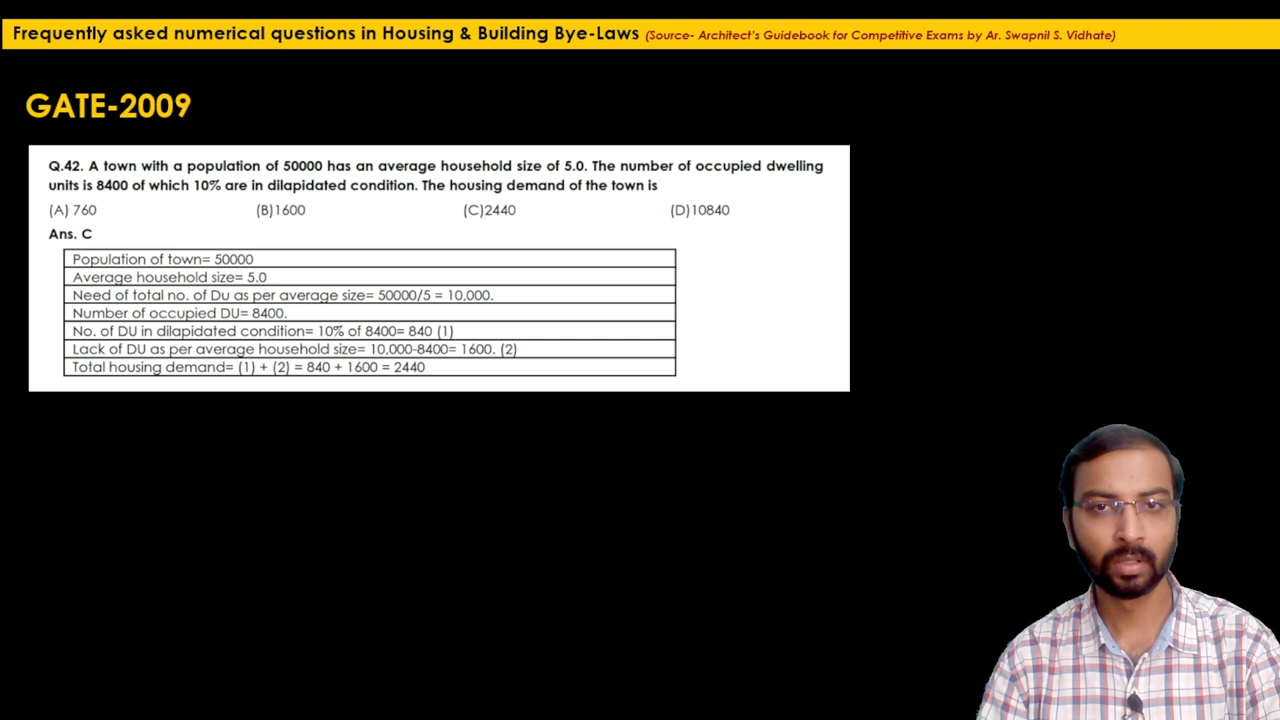 Frequently asked numerical questions in Housing & Building Bye-Laws (Source- Architect's Guidebook for Competitive Exams by Ar. Swapnil S. Vidhate)
GATE-2009
Q.42. A town with a population of 50000 has an average household size of 5.0. The number of occupied dwelling
units is 8400 of which 10% are in dilapidated condition. The housing demand of the town is
(A) 760 (B)1600 (C)2440 (D)10840
Ans. C
Population of town= 50000
Average household size= 5.0
Need of total no. of Du as per average size= 50000/5 = 10,000.
Number of occupied DU= 8400.
No. of DU in dilapidated condition= 10% of 8400= 840 (1)
Lack of DU as per average household size= 10,000-8400= 1600. (2)
Total housing demand= (1) + (2) = 840 + 1600 = 2440